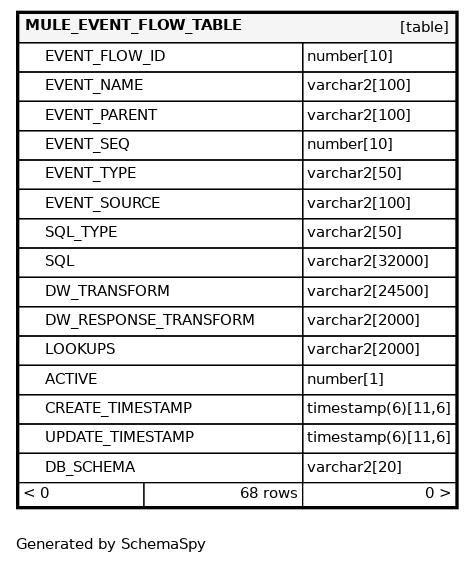 MULE_EVENT_FLOW_TABLE [table]
EVENT_FLOW_ID number[10]
EVENT_NAME varchar2[100]
EVENT_PARENT varchar2[100]
EVENT_SEQ number[10]
EVENT_TYPE varchar2[50]
EVENT_SOURCE varchar2[100]
SQL_TYPE varchar2[50]
SQL varchar2[32000]
DW_TRANSFORM varchar2[24500]
DW_RESPONSE_TRANSFORM varchar2[2000]
LOOKUPS varchar2[2000]
ACTIVE number[1]
CREATE_TIMESTAMP timestamp(6)[11,6]
UPDATE_TIMESTAMP timestamp(6)[11,6]
DB_SCHEMA varchar2[20]
< 0 68 rows 0 >
Generated by SchemaSpy